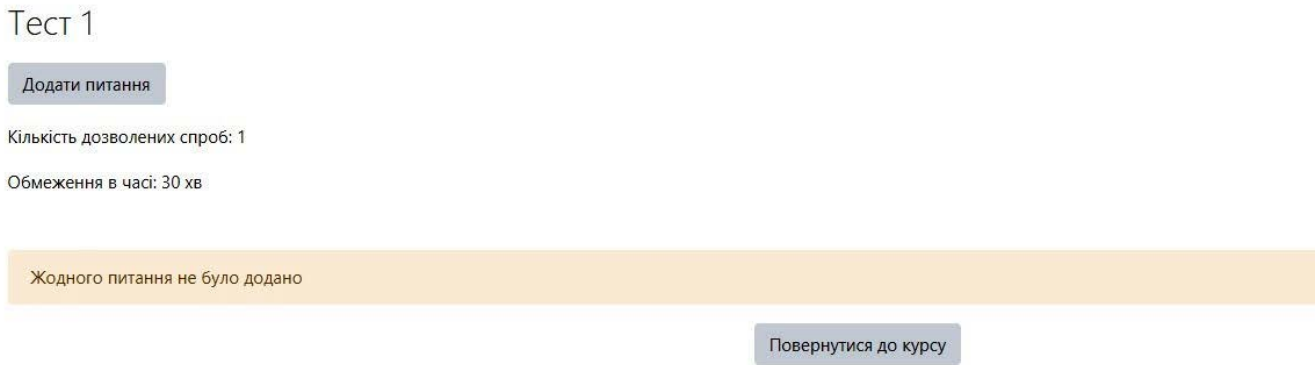 Тест 1
Додати питання
Кількість дозволених спроб: 1
Обмеження в часі: 30 хв
Жодного питання не було додано
Повернутися до курсу